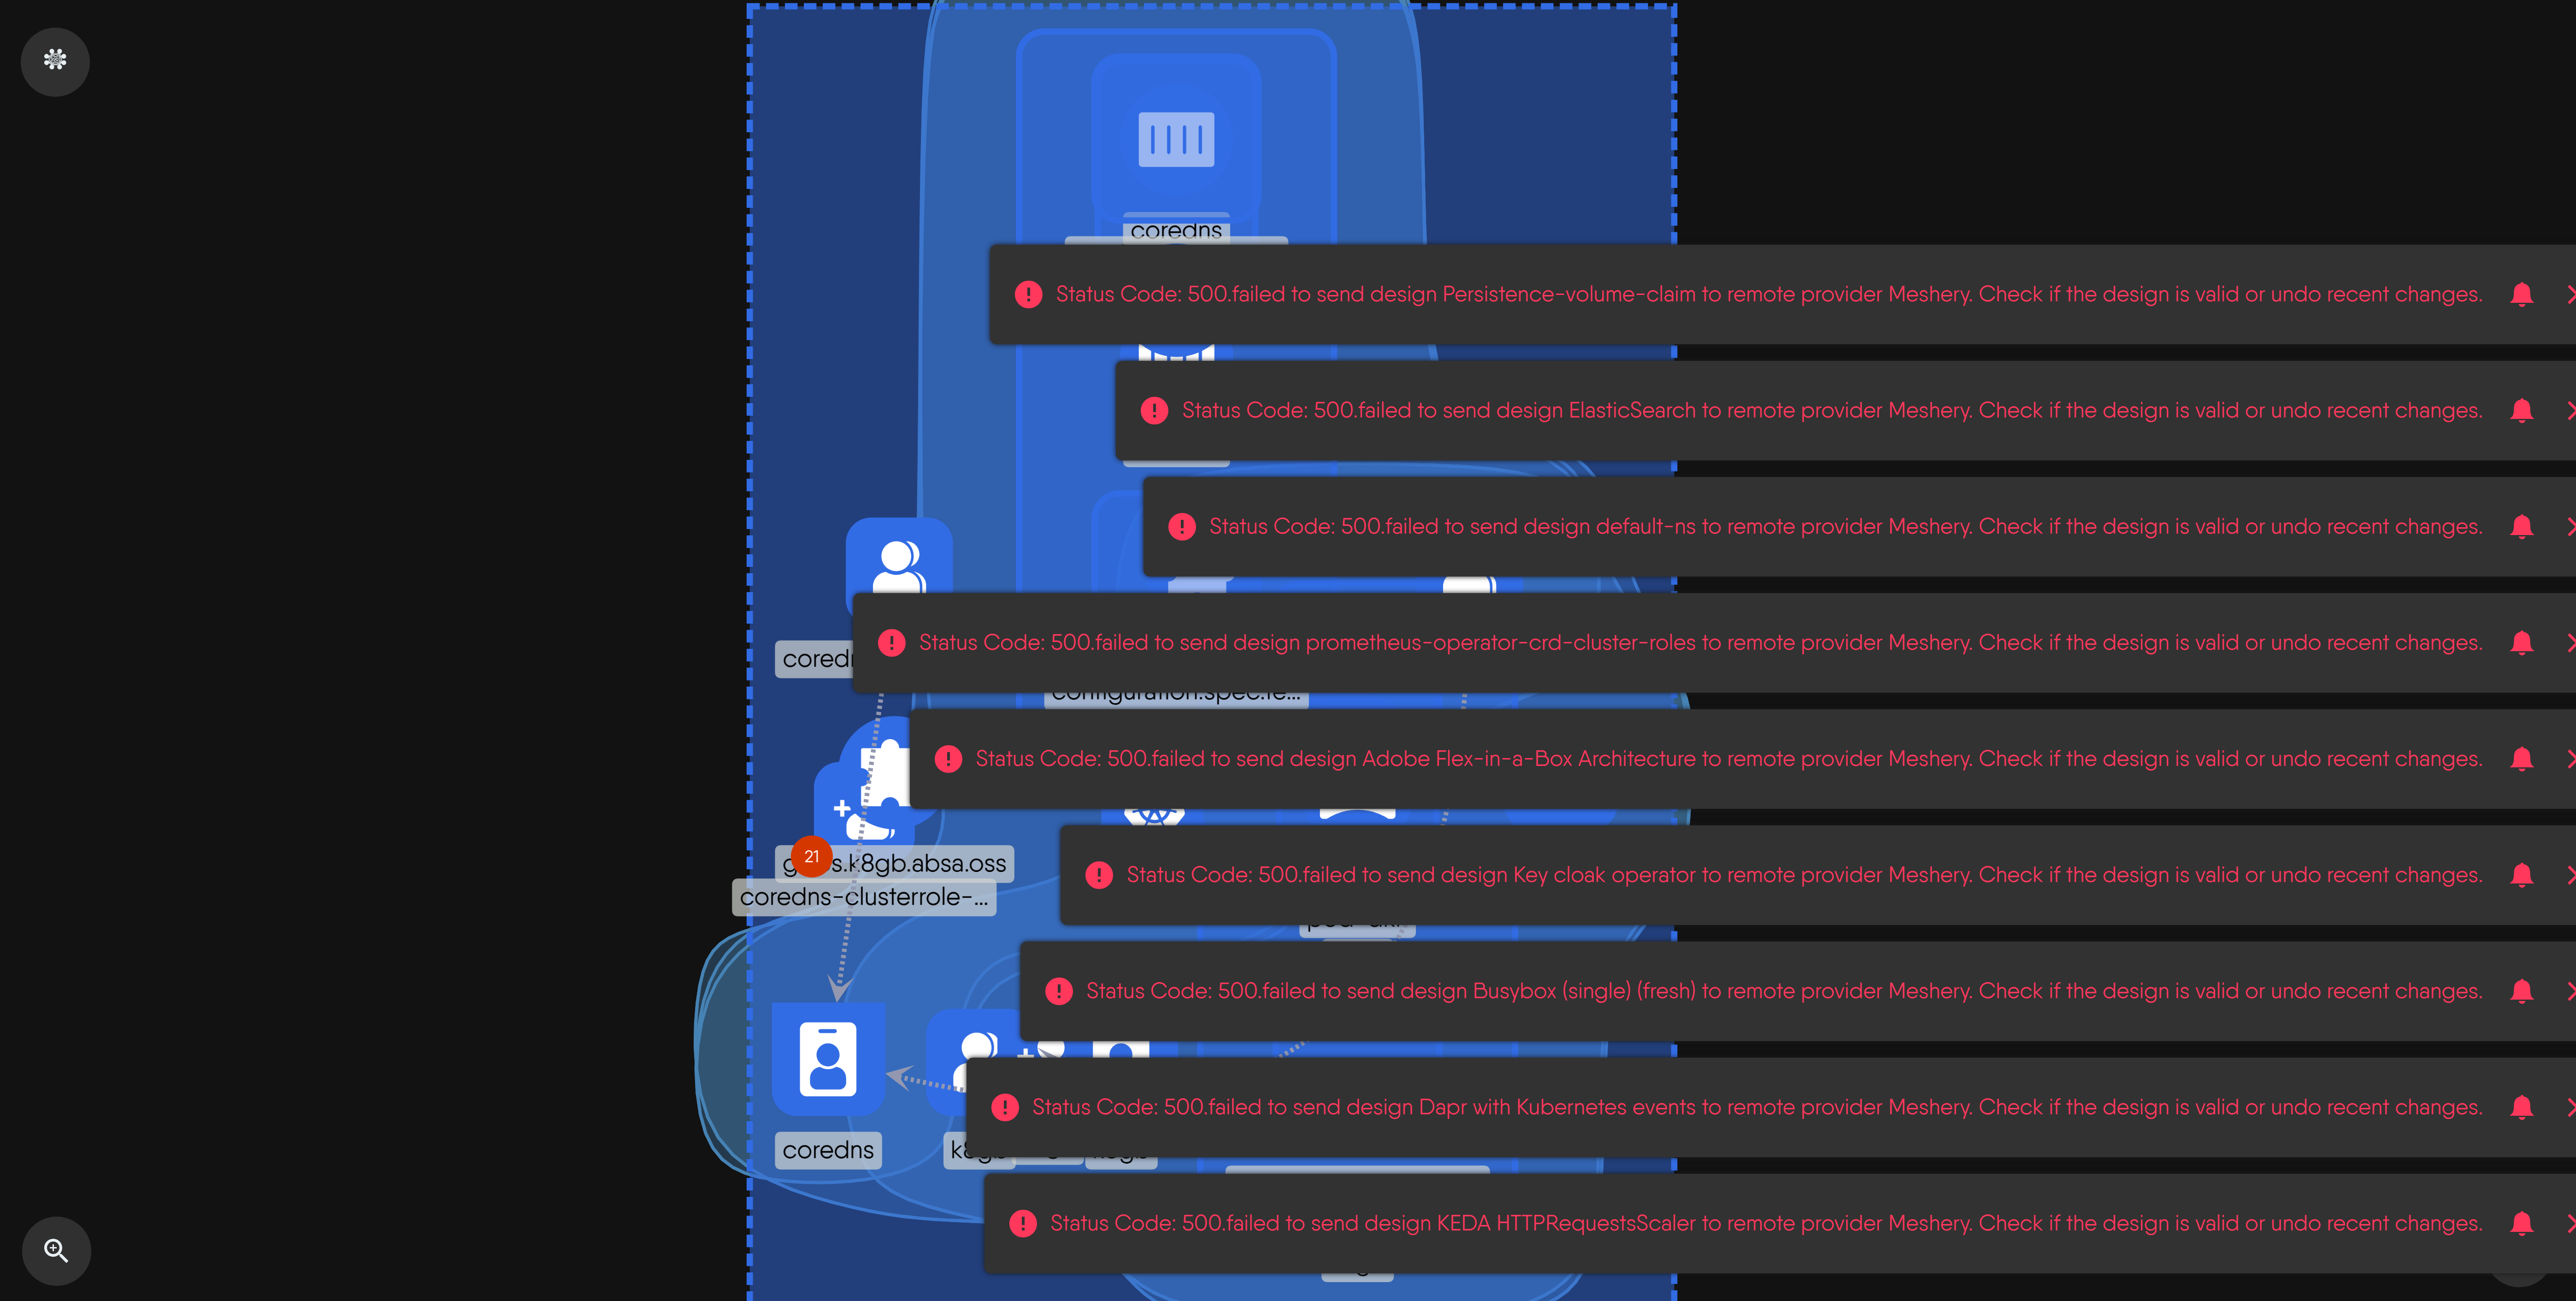 coredns
Status Code: 500.failed to send design Persistence-volume-claim to remote provider Meshery. Check if the design is valid or undo recent changes.
Status Code: 500.failed to send design ElasticSearch to remote provider Meshery. Check if the design is valid or undo recent changes.
Status Code: 500.failed to send design default-ns to remote provider Meshery. Check if the design is valid or undo recent changes.
Status Code: 500.failed to send design prometheus-operator-crd-cluster-roles to remote provider Meshery. Check if the design is valid or undo recent changes.
configuration.spec.re...
Status Code: 500.failed to send design Adobe Flex-in-a-Box Architecture to remote provider Meshery. Check if the design is valid or undo recent changes.
21
s.k8gb.absa.oss
Status Code: 500.failed to send design Key cloak operator to remote provider Meshery. Check if the design is valid or undo recent changes.
coredns-clusterrole-...
Status Code: 500.failed to send design Busybox (single) (fresh) to remote provider Meshery. Check if the design is valid or undo recent changes.
Status Code: 500.failed to send design Dapr with Kubernetes events to remote provider Meshery. Check if the design is valid or undo recent changes.
coredns
Status Code: 500.failed to send design KEDA HTTPRequestsScaler to remote provider Meshery. Check if the design is valid or undo recent changes.